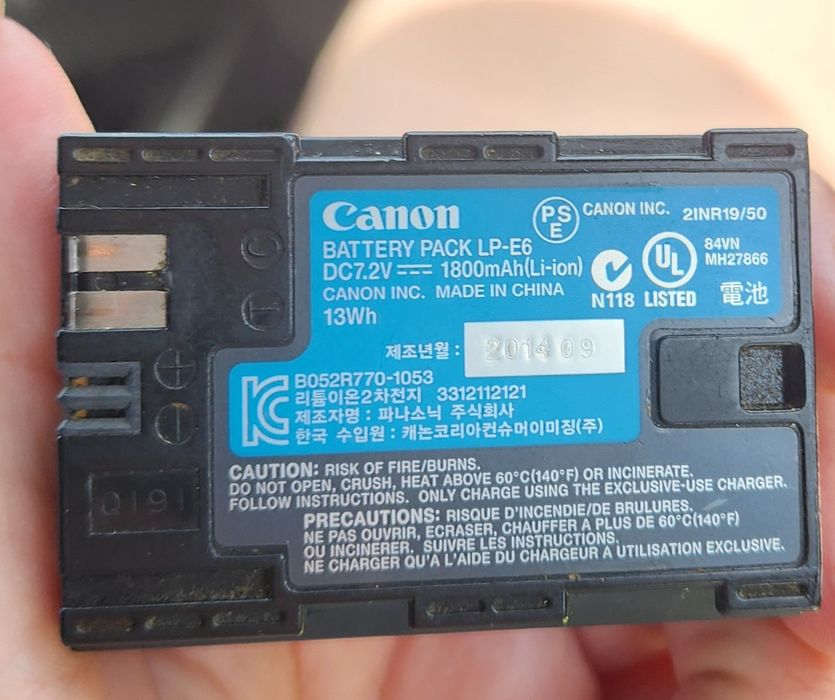 Canon
PS
E
CANON INC. 2INR19/50
BATTERY PACK LP-E6
DC7.2V 1800mAh(Li-ion)
CANON INC. MADE IN CHINA
13Wh
N118
UL
LISTED
84VN
MH27866
電池
제조년월 : 201409
B052R770-1053
리튬이온2차전지 3312112121
제조자명 : 파나소닉 주식회사
한국 수입원 : 캐논코리아컨슈머이미징(주)
CAUTION: RISK OF FIRE/BURNS.
DO NOT OPEN, CRUSH, HEAT ABOVE 60°C(140°F) OR INCINERATE.
FOLLOW INSTRUCTIONS. ONLY CHARGE USING THE EXCLUSIVE-USE CHARGER.
PRECAUTIONS: RISQUE D'INCENDIE/DE BRULURES.
NE PAS OUVRIR, ECRASER, CHAUFFER A PLUS DE 60°C(140°F)
OU INCINERER. SUIVRE LES INSTRUCTIONS.
NE CHARGER QU'A L'AIDE DU CHARGEUR A UTILISATION EXCLUSIVE.
C
T
+
−
Q191